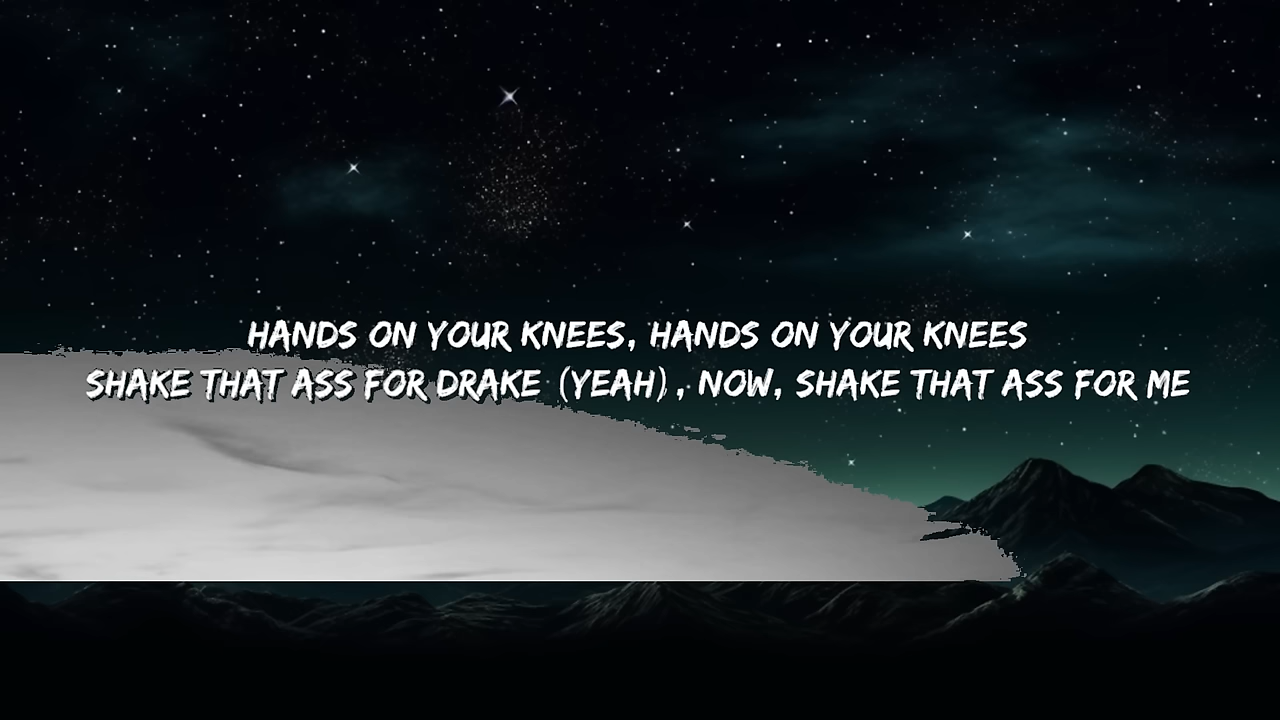 HANDS ON YOUR KNEES, HANDS ON YOUR KNEES
SHAKE THAT ASS FOR DRAKE (YEAH) , NOW, SHAKE THAT ASS FOR ME